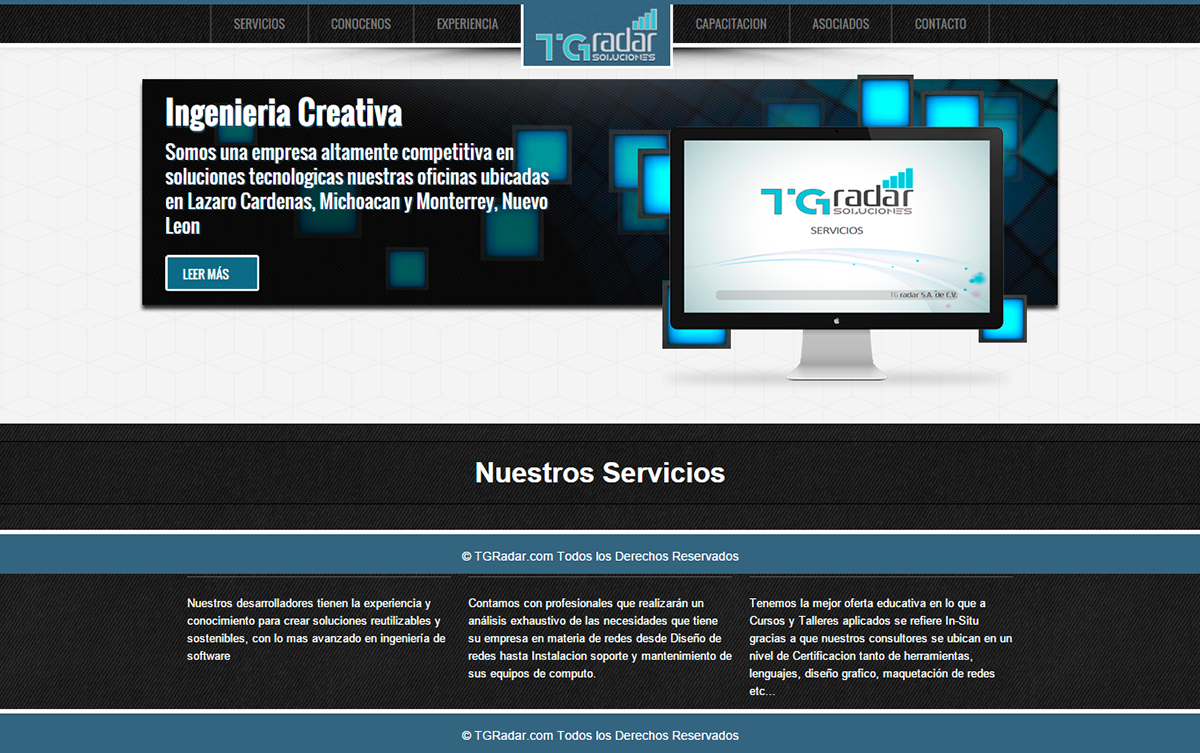 SERVICIOS
CONOCENOS
EXPERIENCIA
TGradar
SOLUCIONES
CAPACITACION
ASOCIADOS
CONTACTO
Ingenieria Creativa
Somos una empresa altamente competitiva en
soluciones tecnologicas nuestras oficinas ubicadas
en Lazaro Cardenas, Michoacan y Monterrey, Nuevo
Leon
LEER MÁS
TGradar
SOLUCIONES
SERVICIOS
TG radar S.A. de C.V.
Nuestros Servicios
© TGRadar.com Todos los Derechos Reservados
Nuestros desarrolladores tienen la experiencia y
conocimiento para crear soluciones reutilizables y
sostenibles, con lo mas avanzado en ingeniería de
software
Contamos con profesionales que realizarán un
análisis exhaustivo de las necesidades que tiene
su empresa en materia de redes desde Diseño de
redes hasta Instalacion soporte y mantenimiento de
sus equipos de computo.
Tenemos la mejor oferta educativa en lo que a
Cursos y Talleres aplicados se refiere In-Situ
gracias a que nuestros consultores se ubican en un
nivel de Certificacion tanto de herramientas,
lenguajes, diseño grafico, maquetación de redes
etc...
© TGRadar.com Todos los Derechos Reservados